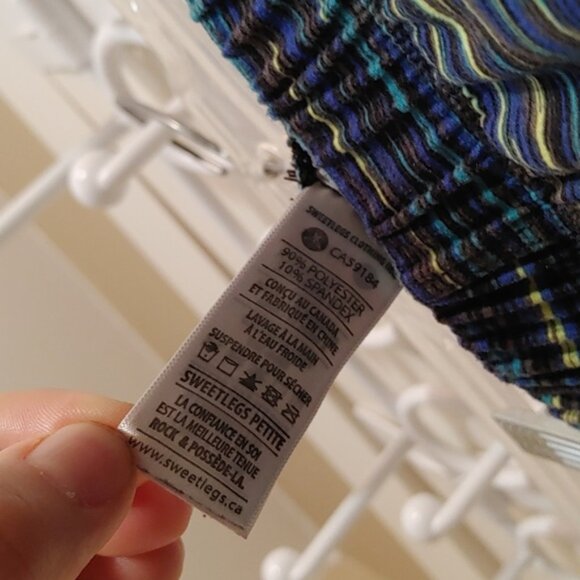 SWEETLEGS CLOTHING
CA59184
90% POLYESTER
10% SPANDEX
CONÇU AU CANADA
ET FABRIQUÉ EN CHINE
LAVAGE À LA MAIN
À L'EAU FROIDE
SUSPENDRE POUR SÉCHER
SWEETLEGS PETITE
LA CONFIANCE EN SOI
EST LA MEILLEURE TENUE
ROCK & POSSÈDE-LA.
www.sweetlegs.ca